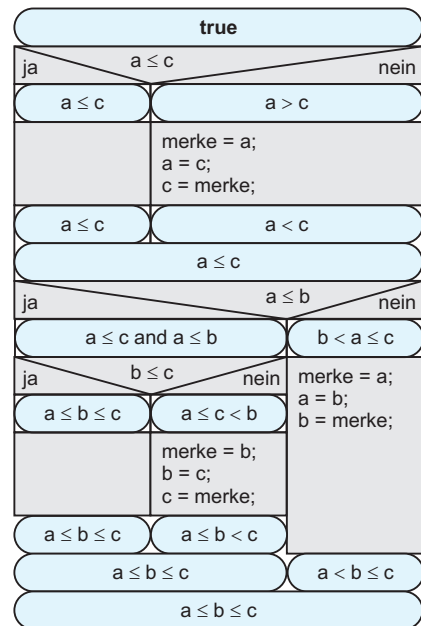 true
ja a ≤ c nein
a ≤ c a > c
merke = a;
a = c;
c = merke;
a ≤ c a < c
a ≤ c
ja a ≤ b nein
a ≤ c and a ≤ b b < a ≤ c
ja b ≤ c nein
merke = a;
a = b;
b = merke;
a ≤ b ≤ c a ≤ c < b
merke = b;
b = c;
c = merke;
a ≤ b ≤ c a ≤ b < c
a ≤ b ≤ c a < b ≤ c
a ≤ b ≤ c